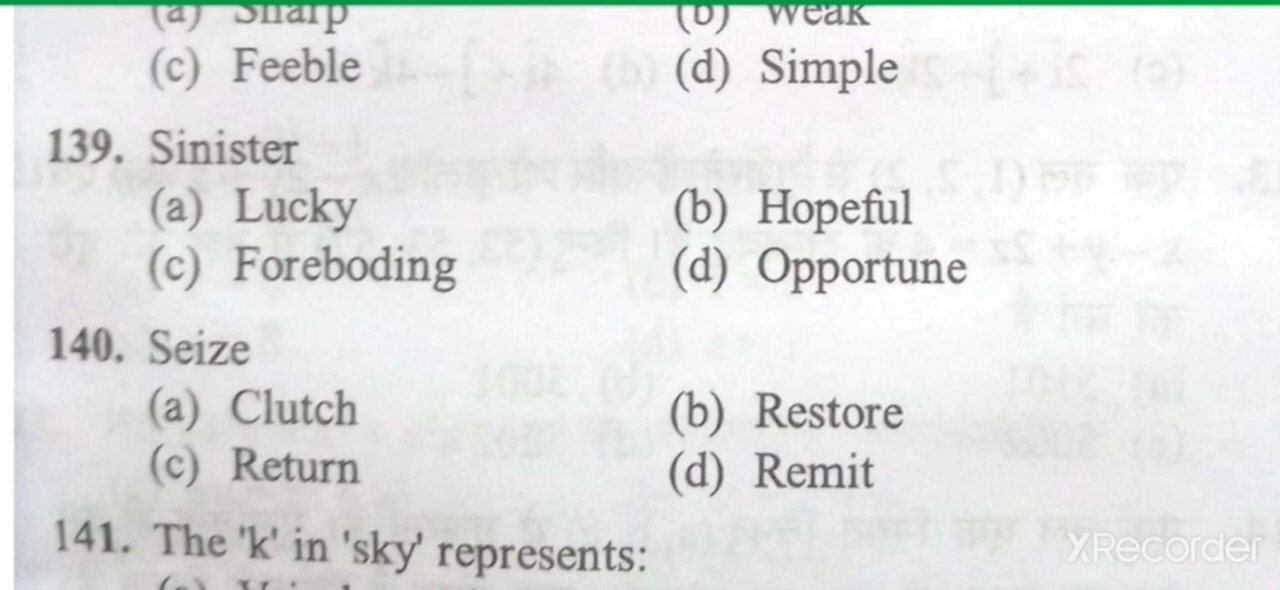 (a) Sharp (b) Weak
(c) Feeble (d) Simple
139. Sinister
(a) Lucky (b) Hopeful
(c) Foreboding (d) Opportune
140. Seize
(a) Clutch (b) Restore
(c) Return (d) Remit
141. The 'k' in 'sky' represents:
XRecorder